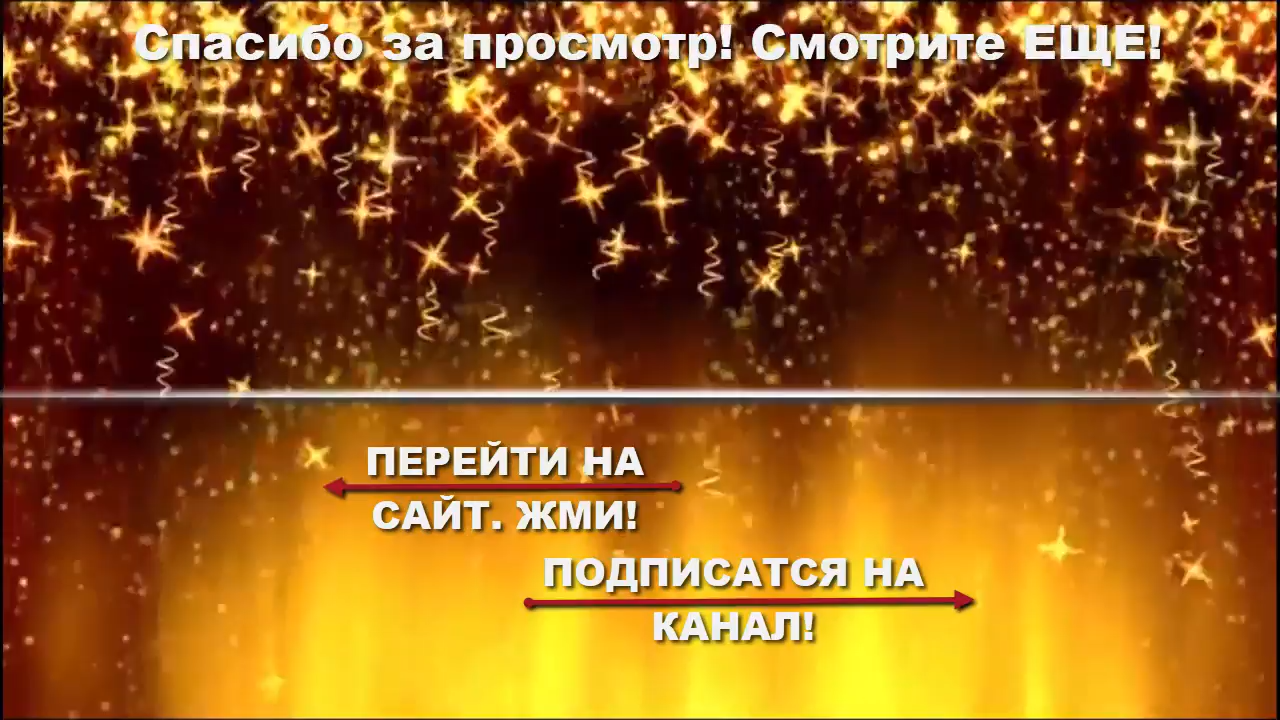 Спасибо за просмотр! Смотрите ЕЩЕ!
ПЕРЕЙТИ НА
САЙТ. ЖМИ!
ПОДПИСАТСЯ НА
КАНАЛ!